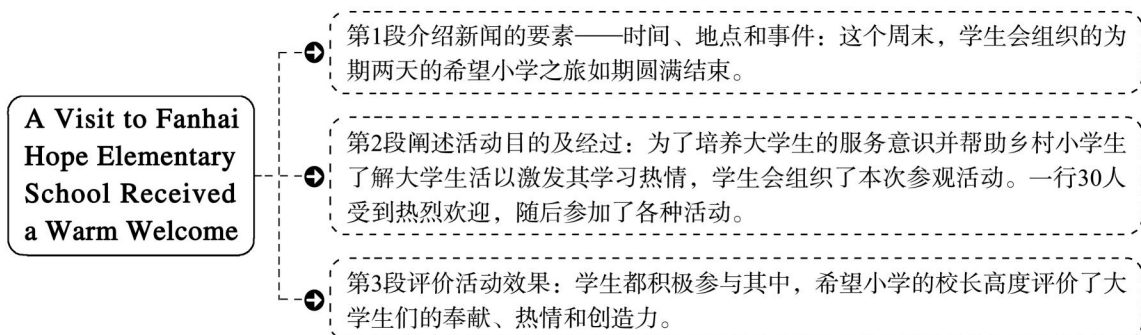 A Visit to Fanhai
Hope Elementary
School Received
a Warm Welcome
第1段介绍新闻的要素——时间、地点和事件：这个周末，学生会组织的为
期两天的希望小学之旅如期圆满结束。
第2段阐述活动目的及经过：为了培养大学生的服务意识并帮助乡村小学生
了解大学生活以激发其学习热情，学生会组织了本次参观活动。一行30人
受到热烈欢迎，随后参加了各种活动。
第3段评价活动效果：学生都积极参与其中，希望小学的校长高度评价了大
学生们的奉献、热情和创造力。